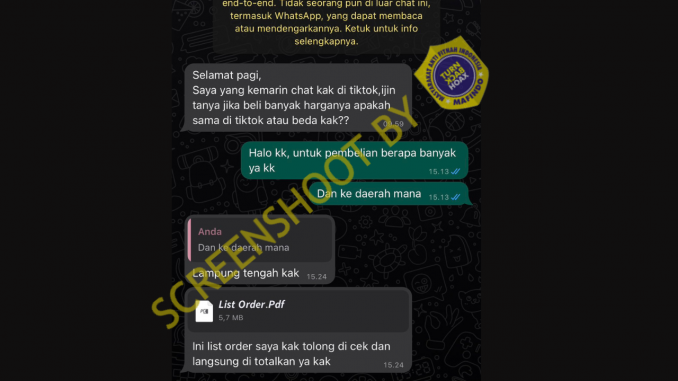 end-to-end. Tidak seorang pun di luar chat ini,
termasuk WhatsApp, yang dapat membaca
atau mendengarkannya. Ketuk untuk info
selengkapnya.
MASYARAKAT ANTI FITNAH INDONESIA
TURN
BACK
HOAX
MAFINDO
Selamat pagi,
Saya yang kemarin chat kak di tiktok,ijin
tanya jika beli banyak harganya apakah
sama di tiktok atau beda kak??
09.59
Halo kk, untuk pembelian berapa banyak
ya kk
15.13
Dan ke daerah mana
15.13
Anda
Dan ke daerah mana
Lampung tengah kak
15.24
List Order.Pdf
5,7 MB
Ini list order saya kak tolong di cek dan
langsung di totalkan ya kak
15.24
SCREENSHOOT BY